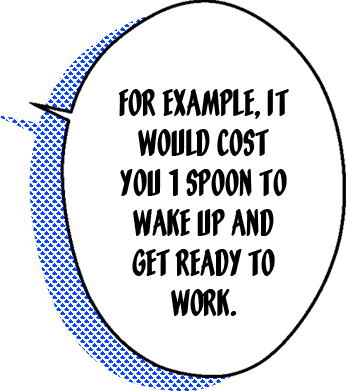 FOR EXAMPLE, IT
WOULD COST
YOU 1 SPOON TO
WAKE UP AND
GET READY TO
WORK.